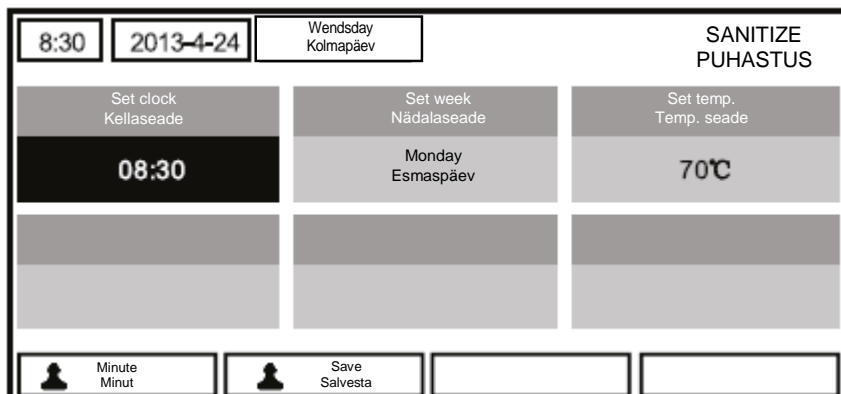 8:30
2013-4-24
Wendsday
Kolmapäev
SANITIZE
PUHASTUS
Set clock
Kellaseade
Set week
Nädalaseade
Set temp.
Temp. seade
08:30
Monday
Esmaspäev
70℃
Minute
Minut
Save
Salvesta